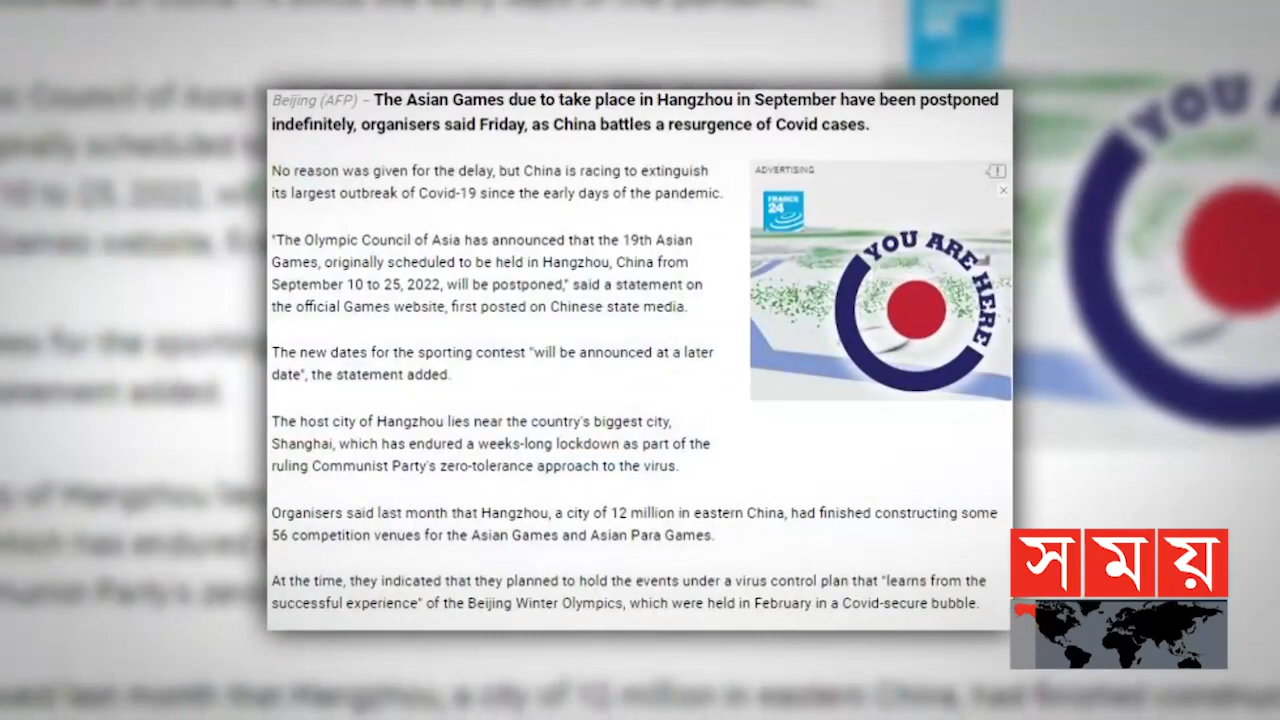 Beijing (AFP) – The Asian Games due to take place in Hangzhou in September have been postponed
indefinitely, organisers said Friday, as China battles a resurgence of Covid cases.
No reason was given for the delay, but China is racing to extinguish
its largest outbreak of Covid-19 since the early days of the pandemic.
"The Olympic Council of Asia has announced that the 19th Asian
Games, originally scheduled to be held in Hangzhou, China from
September 10 to 25, 2022, will be postponed," said a statement on
the official Games website, first posted on Chinese state media.
The new dates for the sporting contest "will be announced at a later
date", the statement added.
The host city of Hangzhou lies near the country's biggest city,
Shanghai, which has endured a weeks-long lockdown as part of the
ruling Communist Party's zero-tolerance approach to the virus.
Organisers said last month that Hangzhou, a city of 12 million in eastern China, had finished constructing some
56 competition venues for the Asian Games and Asian Para Games.
At the time, they indicated that they planned to hold the events under a virus control plan that "learns from the
successful experience" of the Beijing Winter Olympics, which were held in February in a Covid-secure bubble.
ADVERTISING
FRANCE
24
YOU ARE HERE
YOU A
সময়